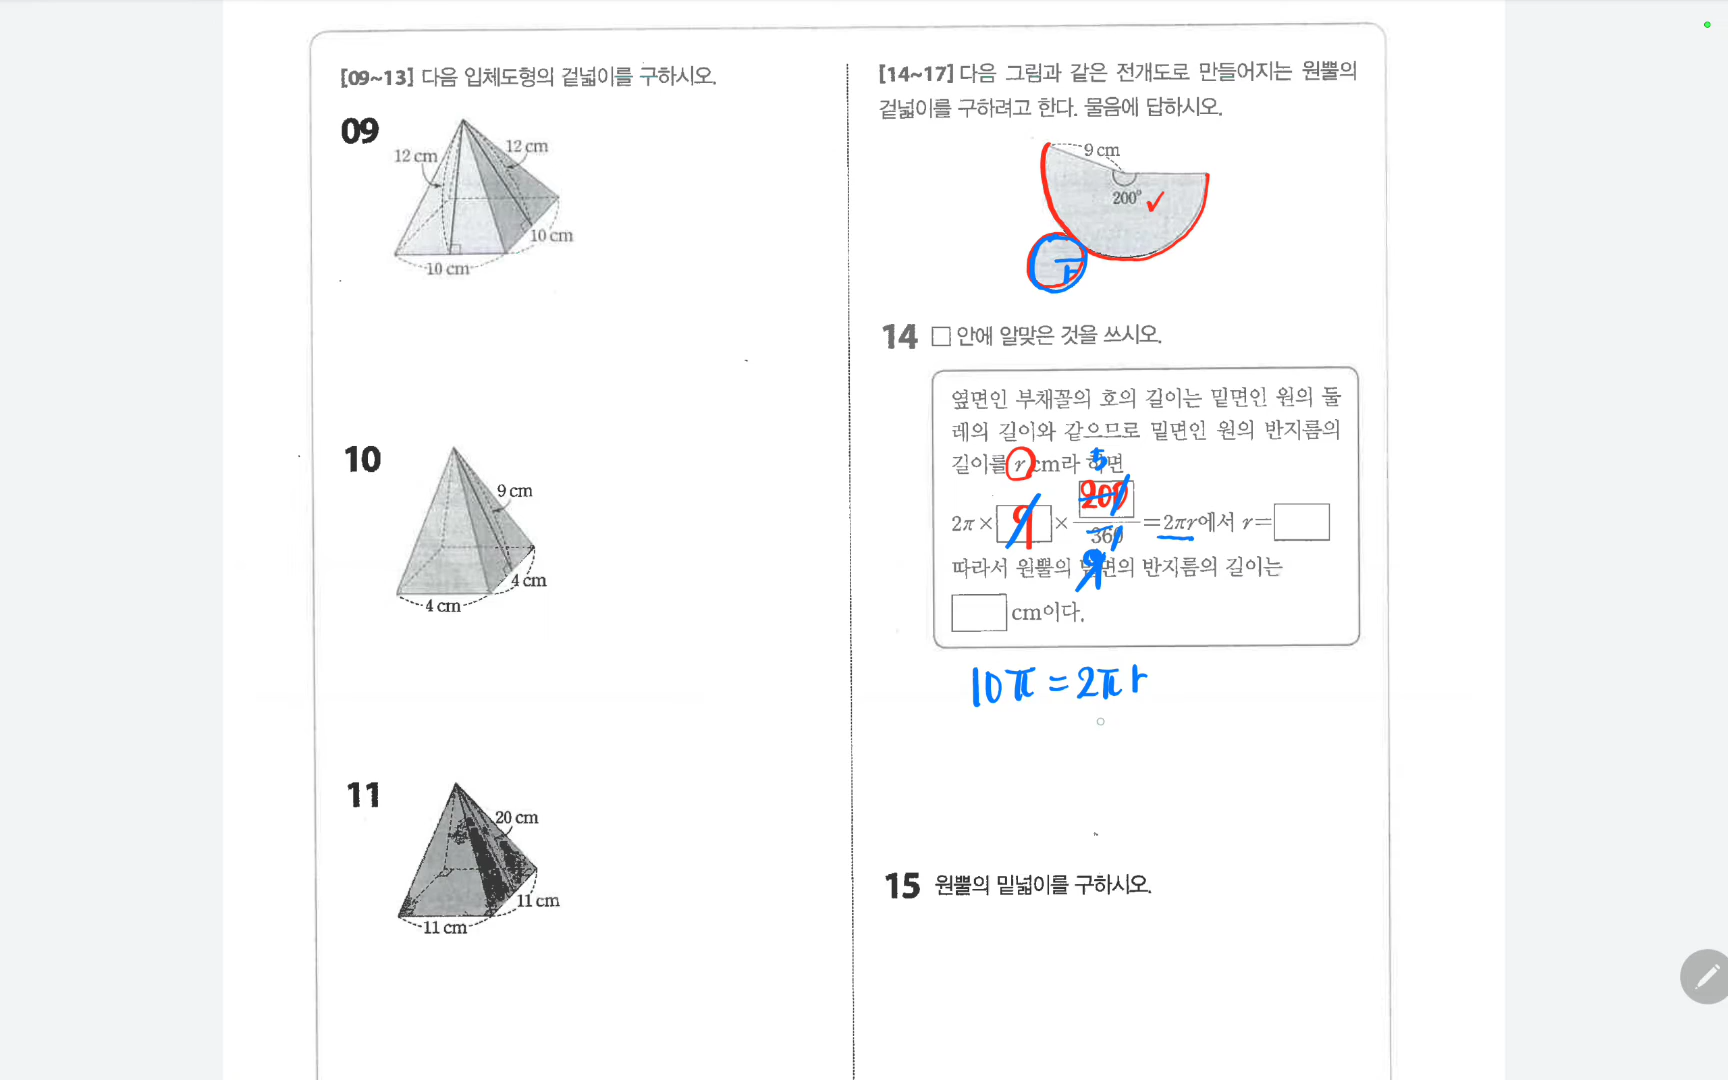 [09~13] 다음 입체도형의 겉넓이를 구하시오.
09
12 cm
12 cm
10 cm
10 cm
10
9 cm
4 cm
4 cm
11
20 cm
11 cm
11 cm
[14~17] 다음 그림과 같은 전개도로 만들어지는 원뿔의
겉넓이를 구하려고 한다. 물음에 답하시오.
9 cm
200°
r
14 □ 안에 알맞은 것을 쓰시오.
옆면인 부채꼴의 호의 길이는 밑면인 원의 둘
레의 길이와 같으므로 밑면인 원의 반지름의
길이를 r cm라 하면
5
2π × 9 × 200/360 = 2πr에서 r = □
9
따라서 원뿔의 밑면의 반지름의 길이는
□ cm이다.
10π = 2πr
15 원뿔의 밑넓이를 구하시오.